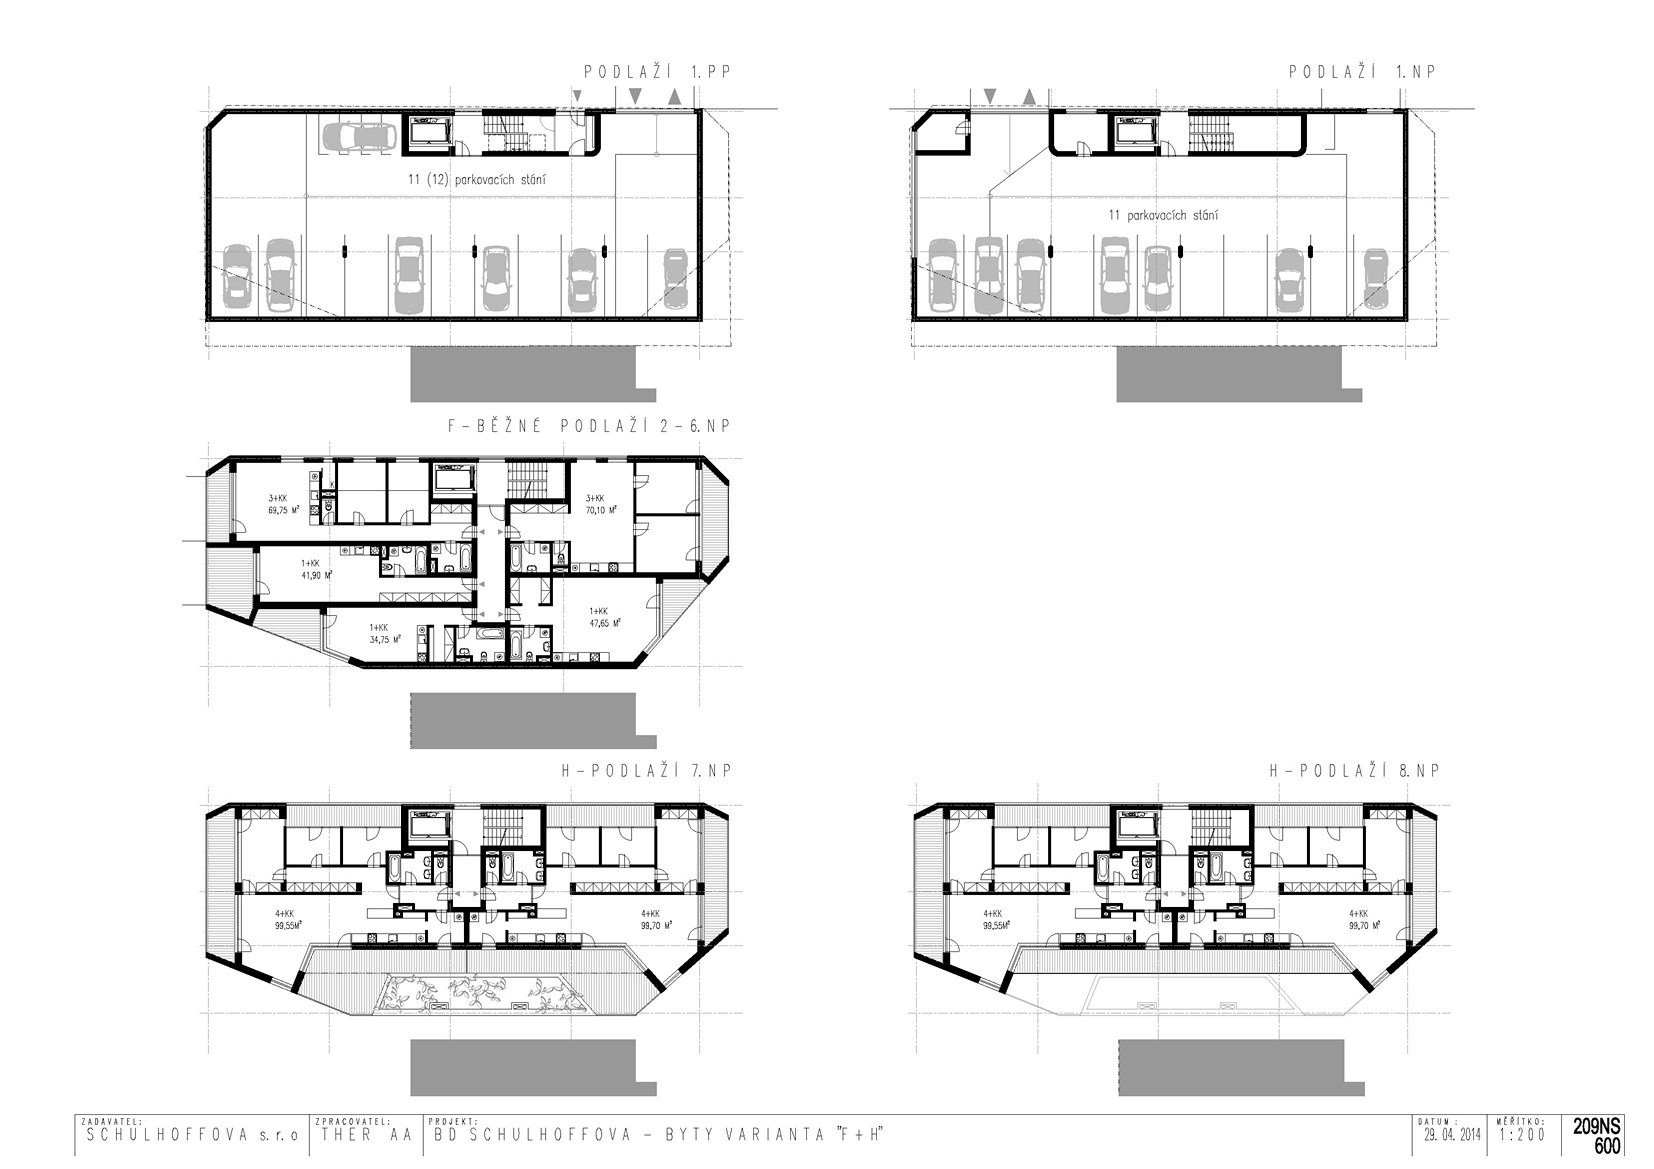 PODLAŽÍ 1.PP
PODLAŽÍ 1.NP
11 (12) parkovacích stání
11 parkovacích stání
F-BĚŽNÉ PODLAŽÍ 2-6.NP
3+KK
69,75 M²
3+KK
70,10 M²
1+KK
41,90 M²
1+KK
47,65 M²
1+KK
34,75 M²
H-PODLAŽÍ 7.NP
H-PODLAŽÍ 8.NP
4+KK
99,55M²
4+KK
99,70 M²
4+KK
99,55M²
4+KK
99,70 M²
ZADAVATEL:
SCHULHOFFOVA s.r.o
ZPRACOVATEL:
THER AA
PROJEKT:
BD SCHULHOFFOVA - BYTY VARIANTA "F+H"
DATUM:
29.04.2014
MĚŘÍTKO:
1:200
209NS
600